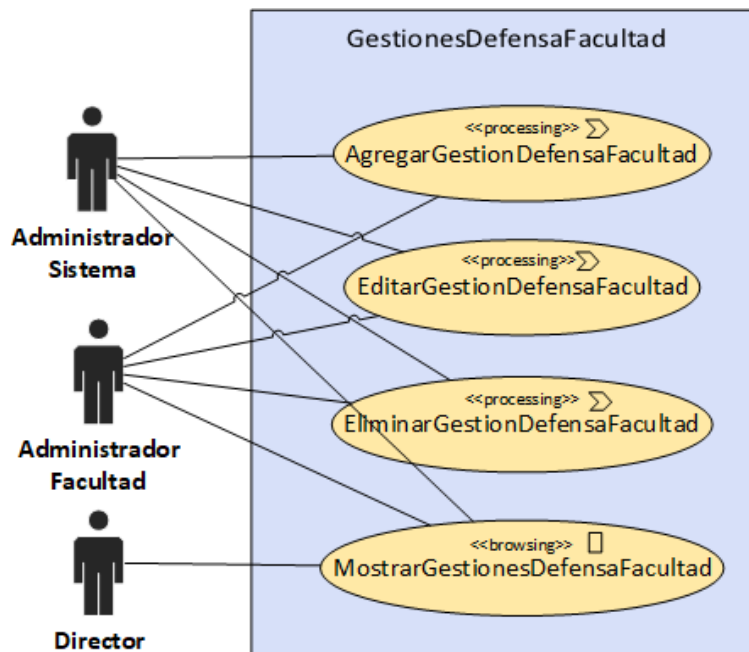 GestionesDefensaFacultad
<<processing>>
AgregarGestionDefensaFacultad
Administrador
Sistema
<<processing>>
EditarGestionDefensaFacultad
<<processing>>
EliminarGestionDefensaFacultad
Administrador
Facultad
<<browsing>>
MostrarGestionesDefensaFacultad
Director